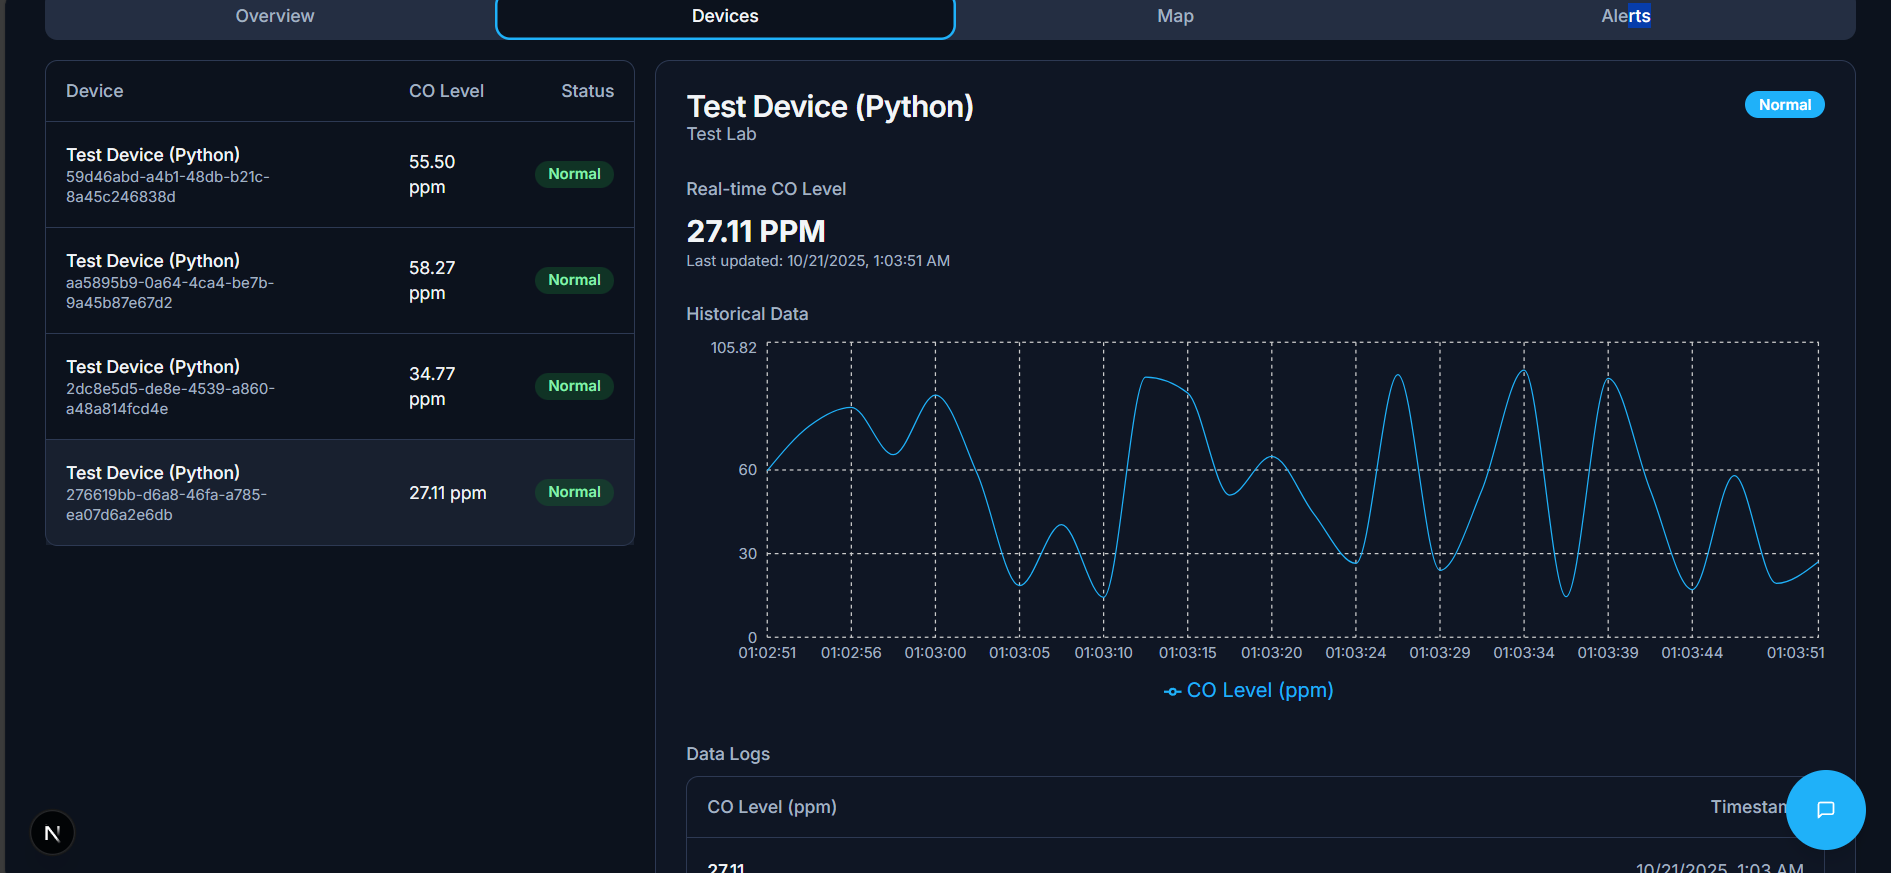 Overview
Devices
Map
Alerts
Device
CO Level
Status
Test Device (Python)
59d46abd-a4b1-48db-b21c-
8a45c246838d
55.50
ppm
Normal
Test Device (Python)
aa5895b9-0a64-4ca4-be7b-
9a45b87e67d2
58.27
ppm
Normal
Test Device (Python)
2dc8e5d5-de8e-4539-a860-
a48a814fcd4e
34.77
ppm
Normal
Test Device (Python)
276619bb-d6a8-46fa-a785-
ea07d6a2e6db
27.11 ppm
Normal
Test Device (Python)
Normal
Test Lab
Real-time CO Level
27.11 PPM
Last updated: 10/21/2025, 1:03:51 AM
Historical Data
105.82
60
30
0
01:02:51 01:02:56 01:03:00 01:03:05 01:03:10 01:03:15 01:03:20 01:03:24 01:03:29 01:03:34 01:03:39 01:03:44 01:03:51
CO Level (ppm)
Data Logs
CO Level (ppm)
Timestam
27.11
10/21/2025, 1:03 AM
N